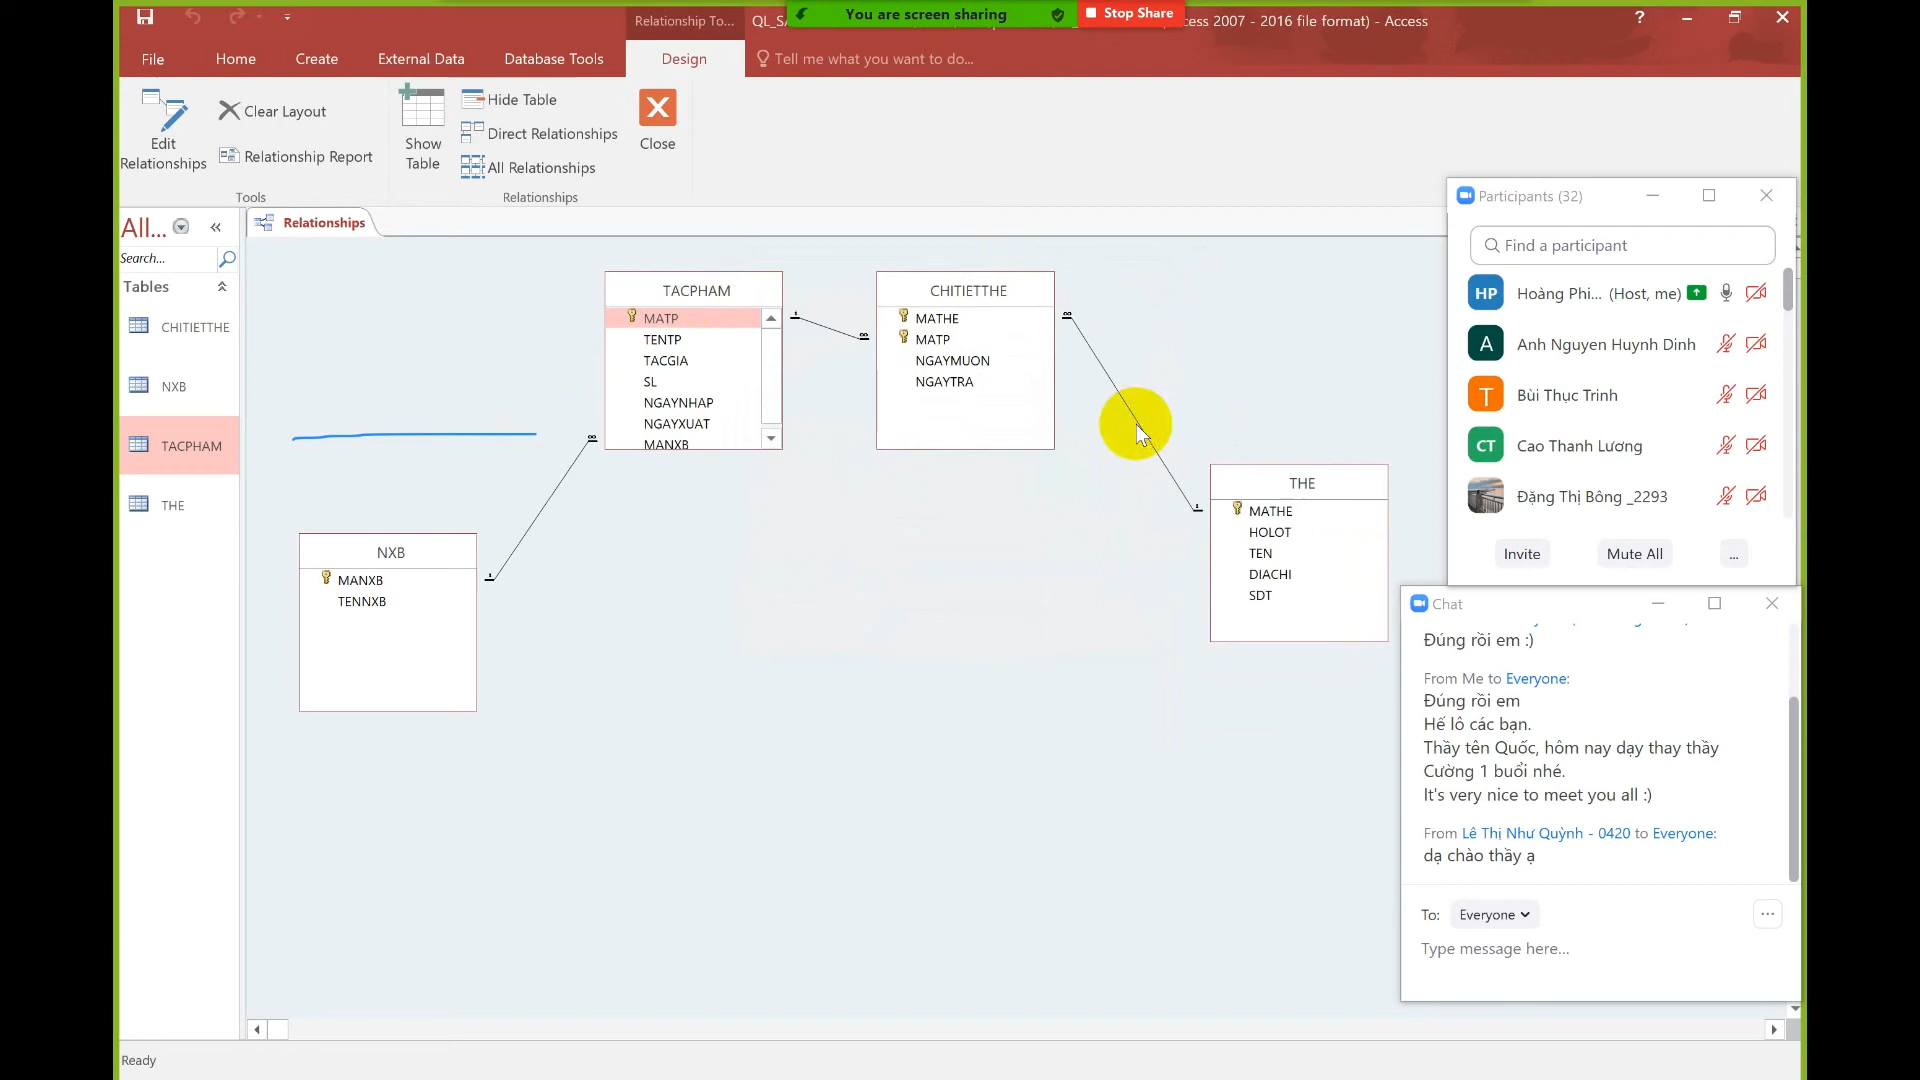 Relationship To...
QL_SA
You are screen sharing
Stop Share
cess 2007 - 2016 file format) - Access
?
File
Home
Create
External Data
Database Tools
Design
Tell me what you want to do...
Edit
Relationships
Clear Layout
Relationship Report
Tools
Show
Table
Hide Table
Direct Relationships
All Relationships
Relationships
Close
All...
«
Search...
Tables
CHITIETTHE
NXB
TACPHAM
THE
Relationships
TACPHAM
MATP
TENTP
TACGIA
SL
NGAYNHAP
NGAYXUAT
MANXB
1
∞
CHITIETTHE
MATHE
MATP
NGAYMUON
NGAYTRA
∞
1
THE
MATHE
HOLOT
TEN
DIACHI
SDT
∞
1
NXB
MANXB
TENNXB
Participants (32)
Find a participant
HP Hoàng Phi... (Host, me)
A Anh Nguyen Huynh Dinh
T Bùi Thục Trinh
CT Cao Thanh Lương
Đặng Thị Bông _2293
Invite
Mute All
...
Chat
Đúng rồi em :)
From Me to Everyone:
Đúng rồi em
Hế lô các bạn.
Thầy tên Quốc, hôm nay dạy thay thầy
Cường 1 buổi nhé.
It's very nice to meet you all :)
From Lê Thị Như Quỳnh - 0420 to Everyone:
dạ chào thầy ạ
To: Everyone
...
Type message here...
Ready